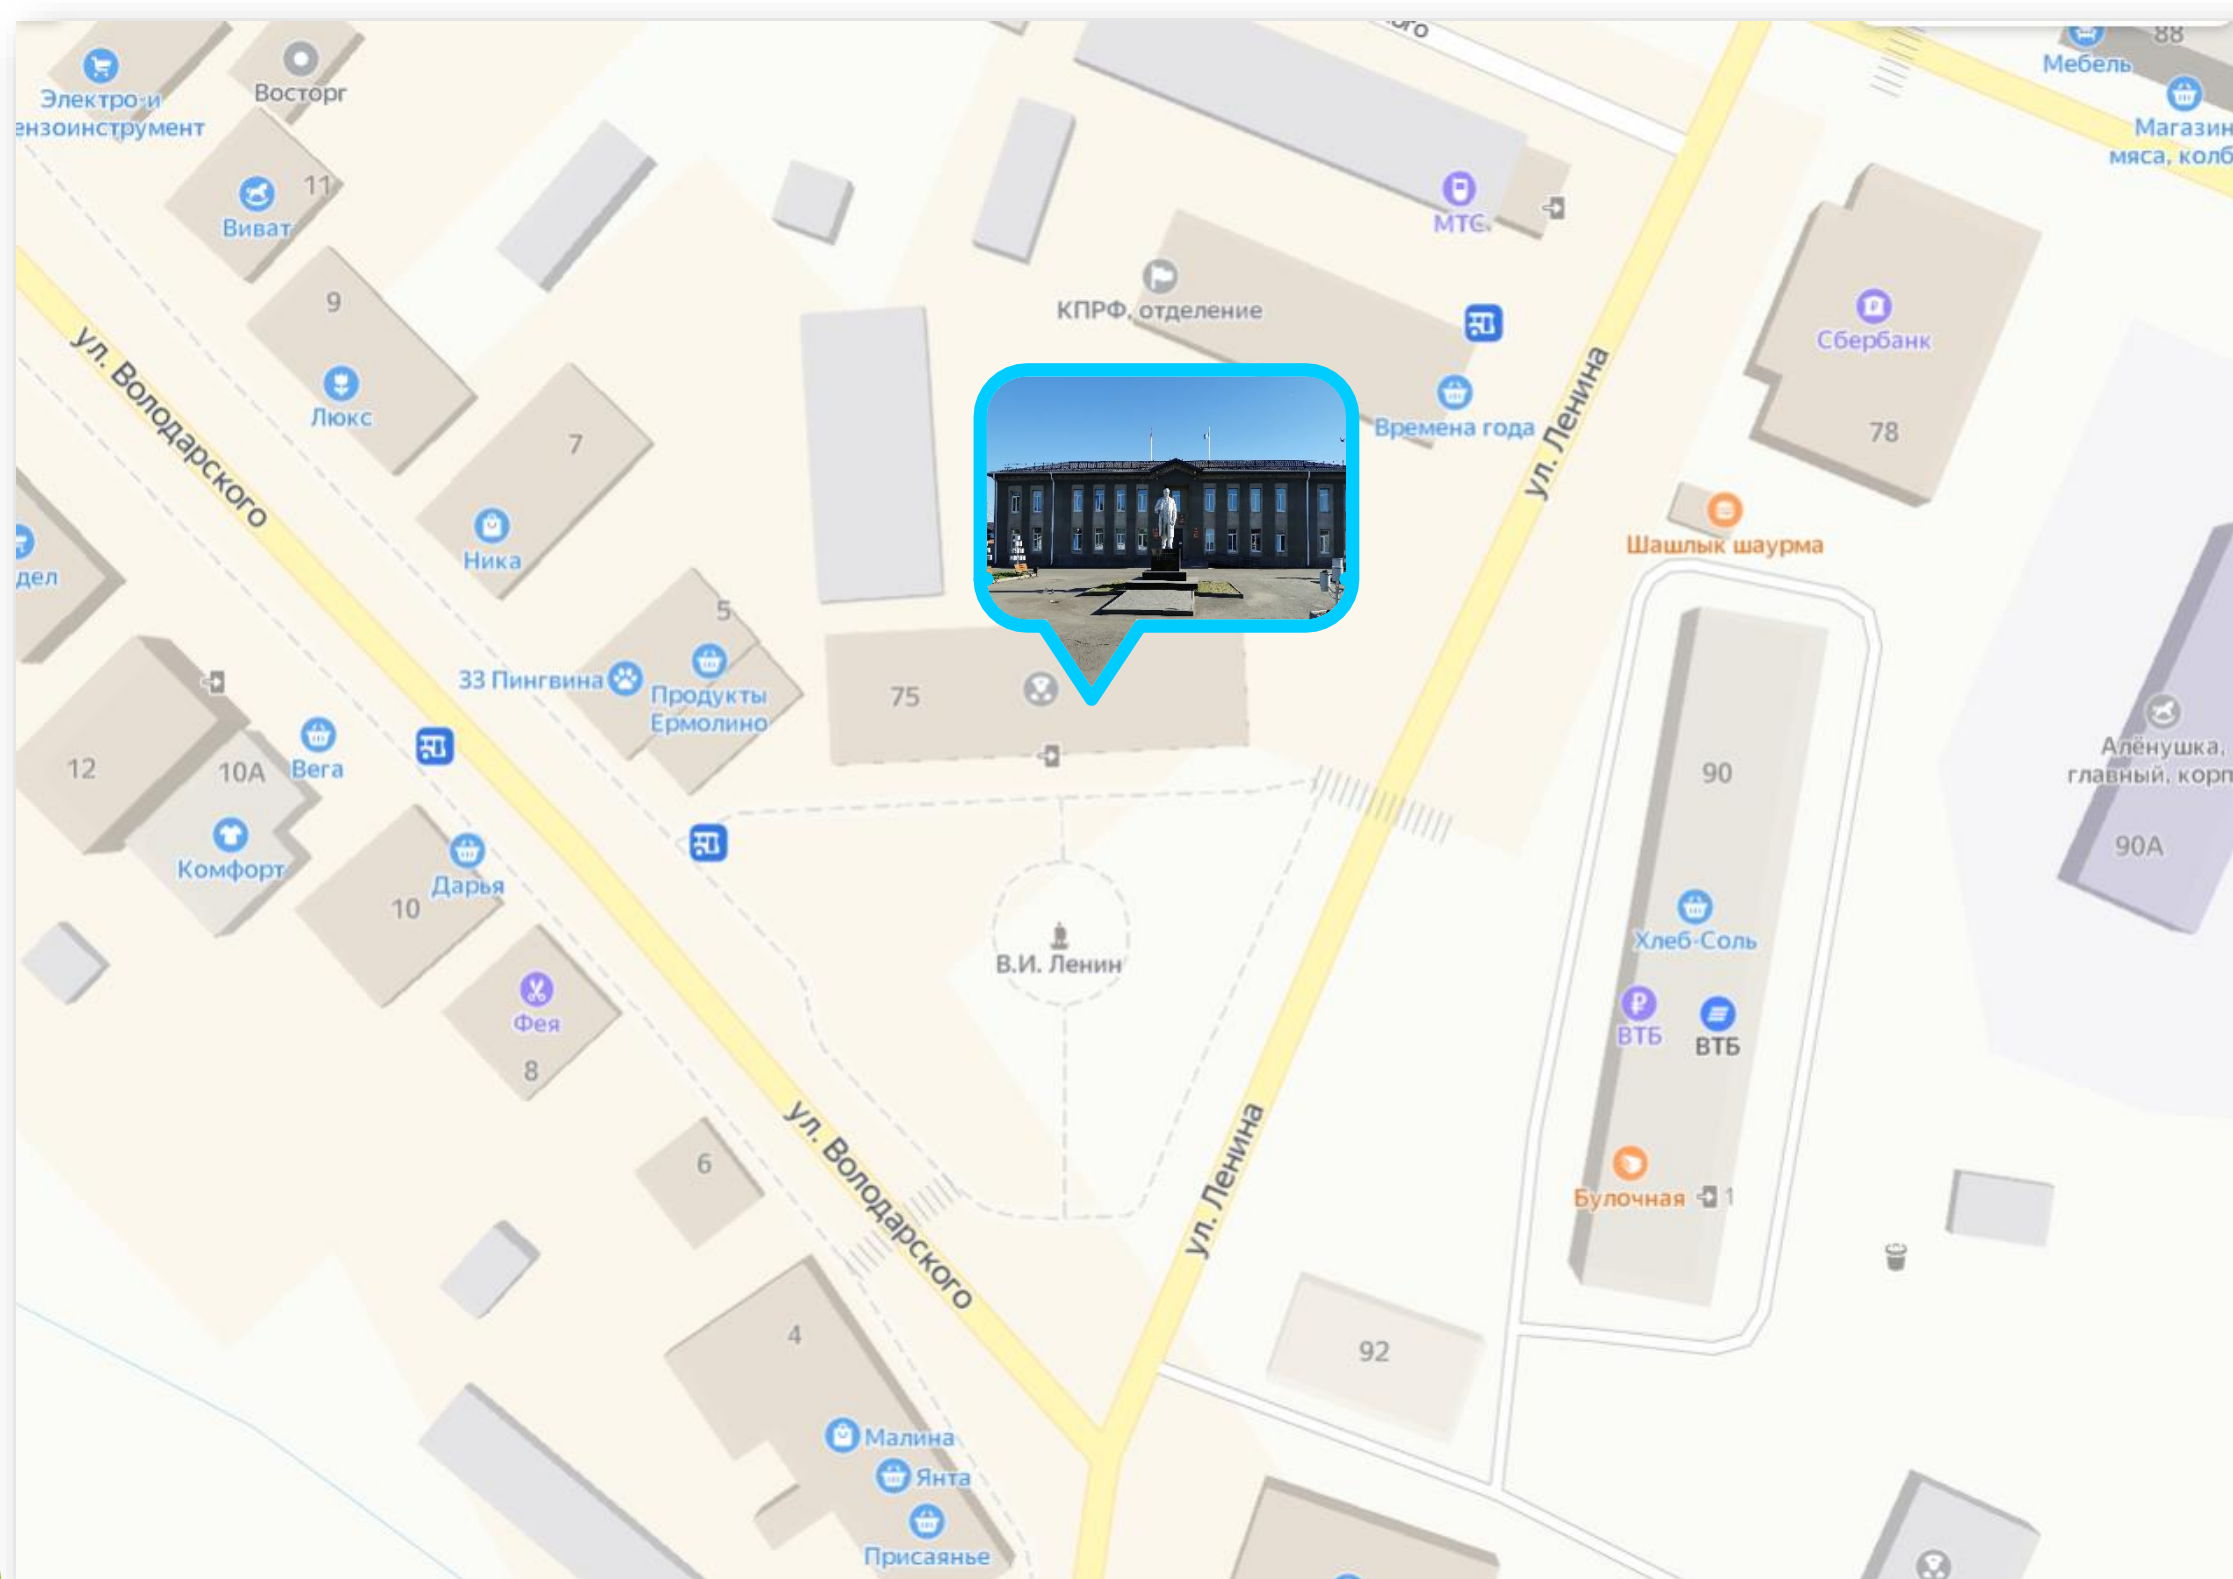 ого
88
Мебель
Электро-и
ензоинструмент
Восторг
Магазин
мяса, колб
11
Виват
МТС
9
КПРФ, отделение
Сбербанк
ул. Володарского
Люкс
Времена года
ул. Ленина
78
7
Шашлык шаурма
Ника
дел
5
33 Пингвина
Продукты
Ермолино
75
12
10А
Вега
90
Алёнушка,
главный, корп
90А
Комфорт
Дарья
10
Хлеб-Соль
В.И. Ленин
Фея
ВТБ
ВТБ
8
ул. Володарского
ул. Ленина
6
Булочная
1
4
92
Малина
Янта
Присаянье